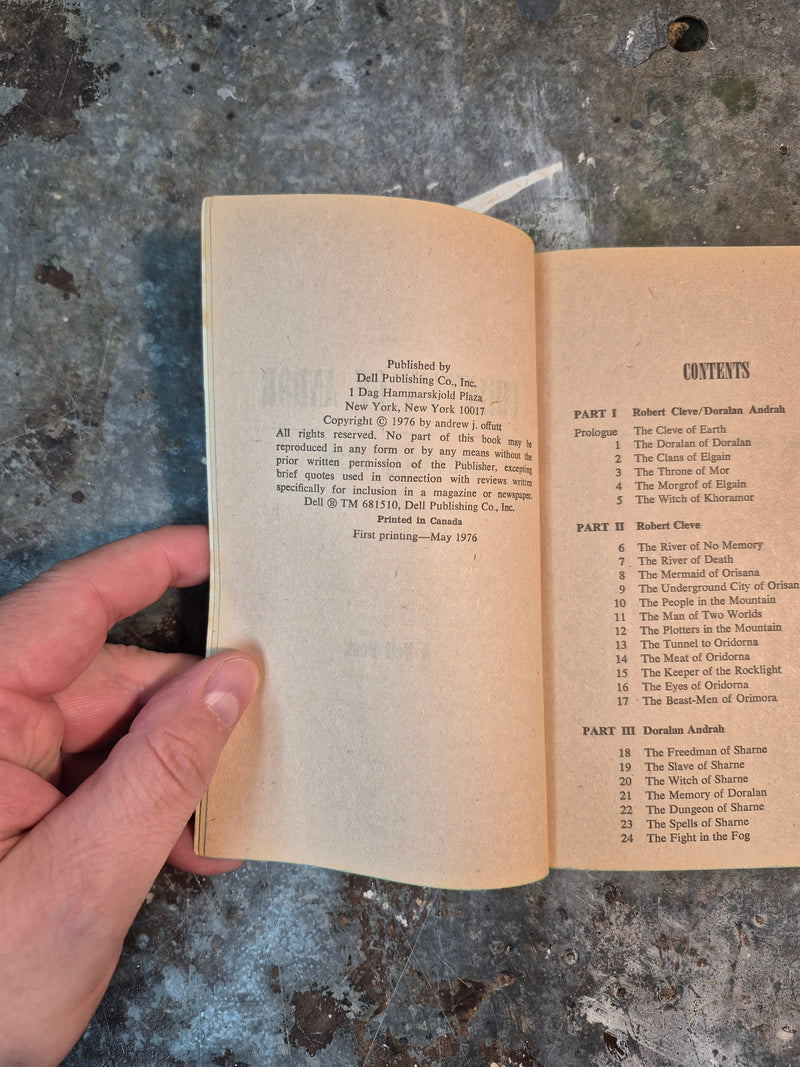 Published by
Dell Publishing Co., Inc.
1 Dag Hammarskjold Plaza
New York, New York 10017
Copyright © 1976 by andrew j. offutt
All rights reserved. No part of this book may be
reproduced in any form or by any means without the
prior written permission of the Publisher, excepting
brief quotes used in connection with reviews written
specifically for inclusion in a magazine or newspaper.
Dell ® TM 681510, Dell Publishing Co., Inc.
Printed in Canada
First printing—May 1976
CONTENTS
PART I Robert Cleve/Doralan Andrah
Prologue The Cleve of Earth
1 The Doralan of Doralan
2 The Clans of Elgain
3 The Throne of Mor
4 The Morgrof of Elgain
5 The Witch of Khoramor
PART II Robert Cleve
6 The River of No Memory
7 The River of Death
8 The Mermaid of Orisana
9 The Underground City of Orisan
10 The People in the Mountain
11 The Man of Two Worlds
12 The Plotters in the Mountain
13 The Tunnel to Oridorna
14 The Meat of Oridorna
15 The Keeper of the Rocklight
16 The Eyes of Oridorna
17 The Beast-Men of Orimora
PART III Doralan Andrah
18 The Freedman of Sharne
19 The Slave of Sharne
20 The Witch of Sharne
21 The Memory of Doralan
22 The Dungeon of Sharne
23 The Spells of Sharne
24 The Fight in the Fog